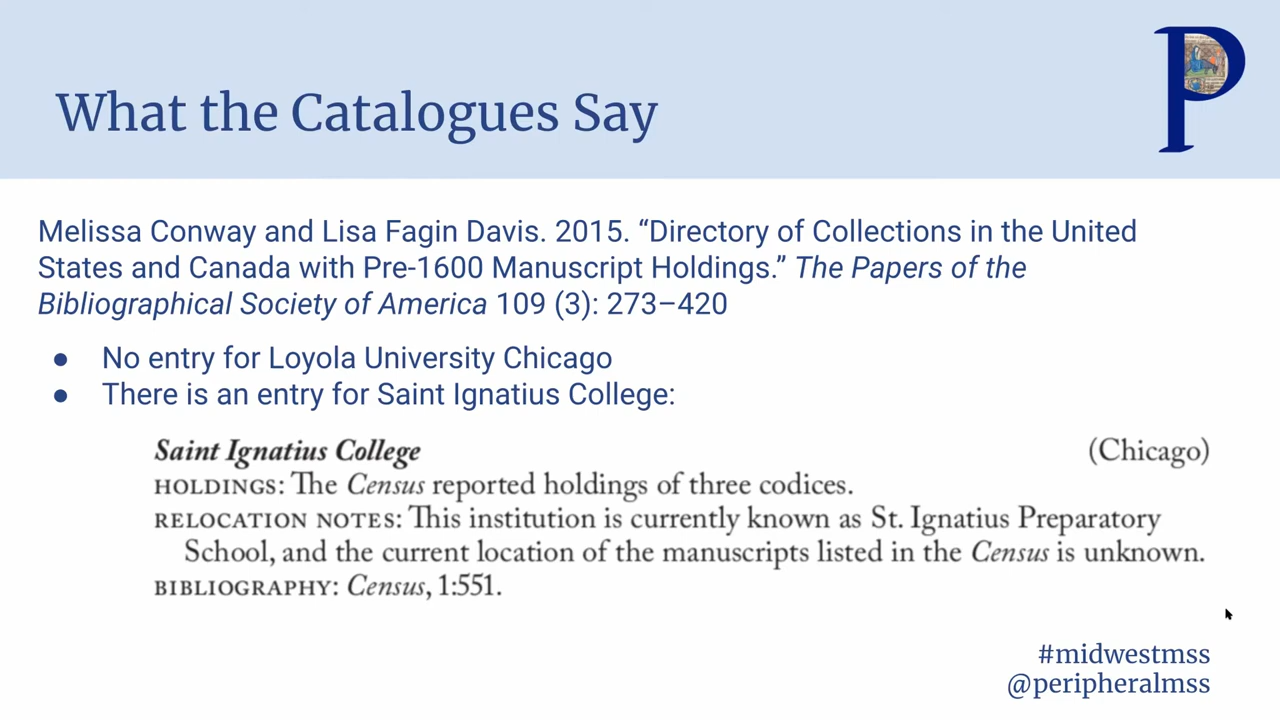 What the Catalogues Say
P
Melissa Conway and Lisa Fagin Davis. 2015. “Directory of Collections in the United
States and Canada with Pre-1600 Manuscript Holdings.” The Papers of the
Bibliographical Society of America 109 (3): 273–420
● No entry for Loyola University Chicago
● There is an entry for Saint Ignatius College:
Saint Ignatius College (Chicago)
HOLDINGS: The Census reported holdings of three codices.
RELOCATION NOTES: This institution is currently known as St. Ignatius Preparatory
School, and the current location of the manuscripts listed in the Census is unknown.
BIBLIOGRAPHY: Census, 1:551.
#midwestmss
@peripheralmss